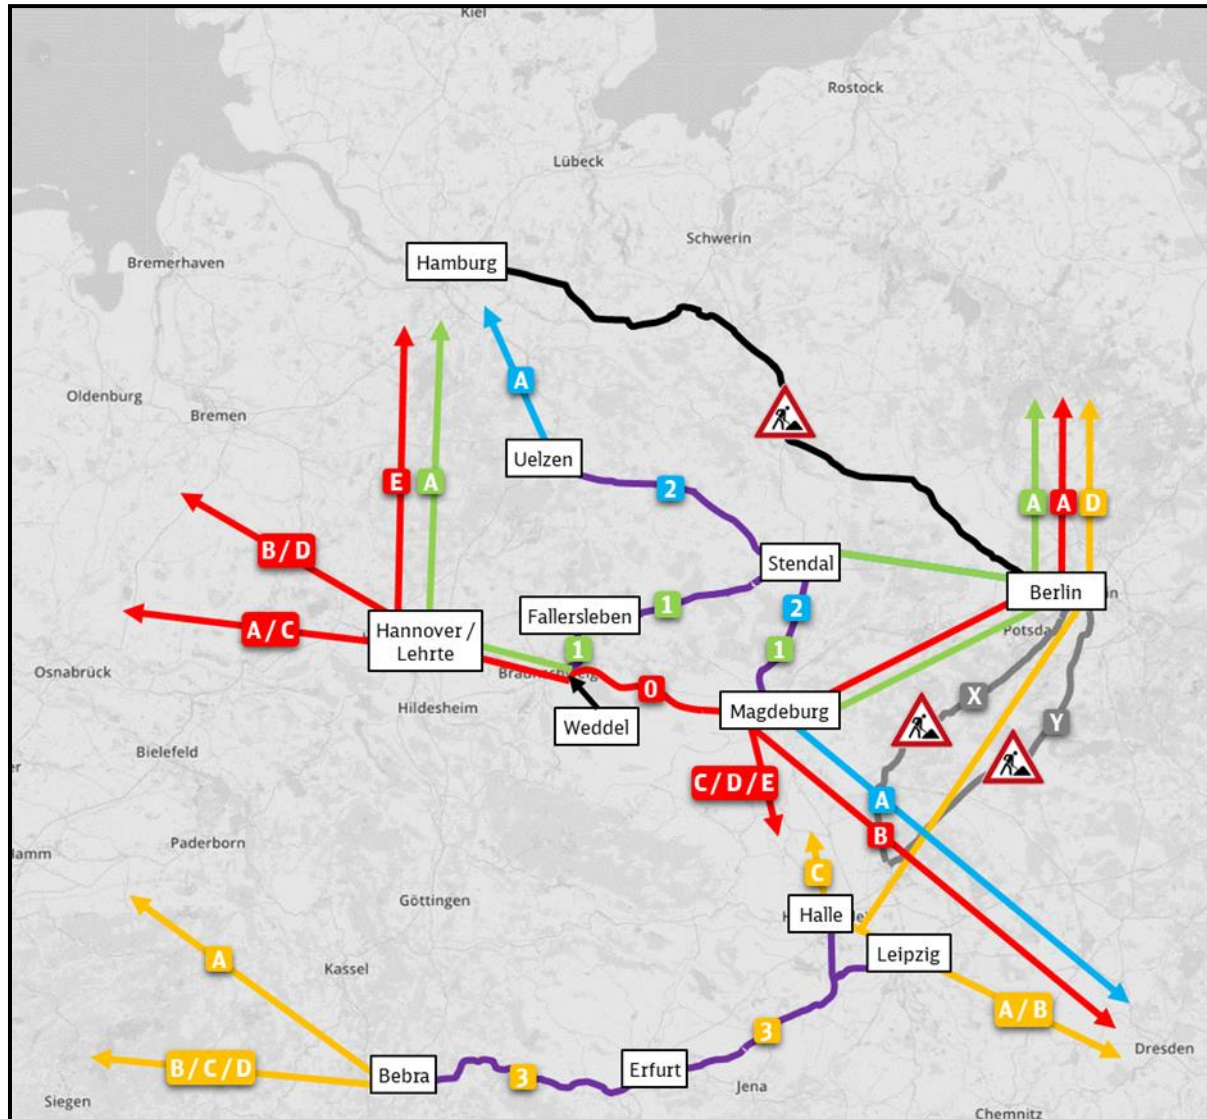 Kiel
Rostock
Lübeck
Schwerin
Hamburg
Bremerhaven
A
Oldenburg
Bremen
Uelzen
E
A
2
A
A
D
B / D
Stendal
Berlin
Fallersleben
1
2
A / C
Hannover /
Lehrte
1
1
Potsda
Osnabrück
Braunschweig
0
X
Hildesheim
Weddel
Magdeburg
Y
Bielefeld
C / D / E
A
B
Paderborn
amm
C
Göttingen
Halle
Leipzig
A
Kassel
A / B
3
Dresden
B / C / D
Bebra
3
Erfurt
Jena
Siegen
Chemnitz